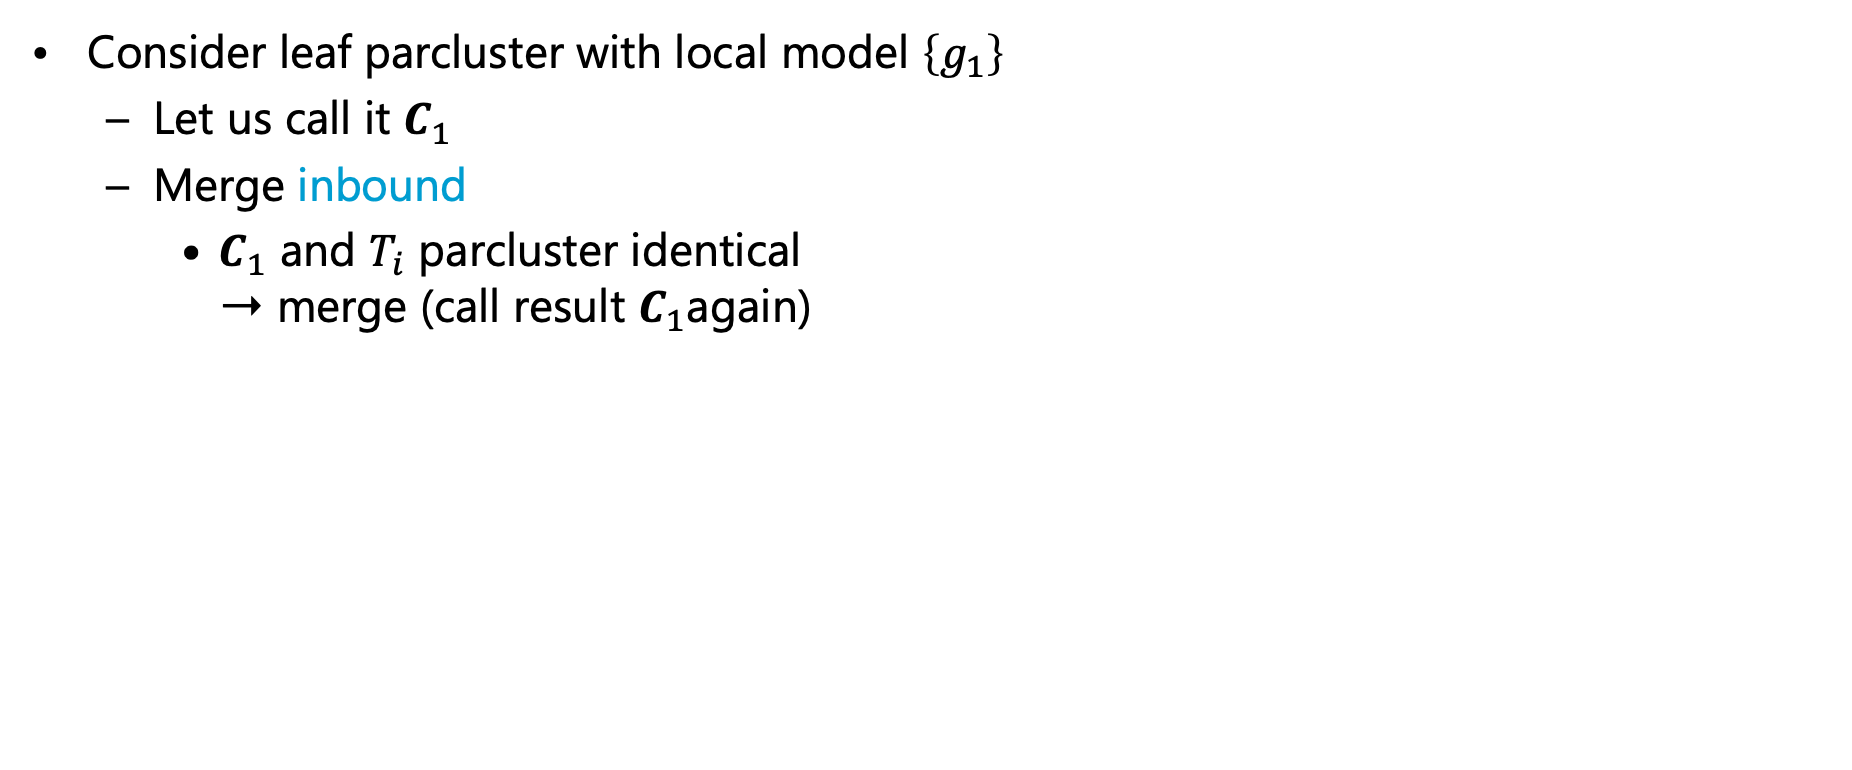 • Consider leaf parcluster with local model {g₁}
– Let us call it C₁
– Merge inbound
• C₁ and Tᵢ parcluster identical
→ merge (call result C₁again)